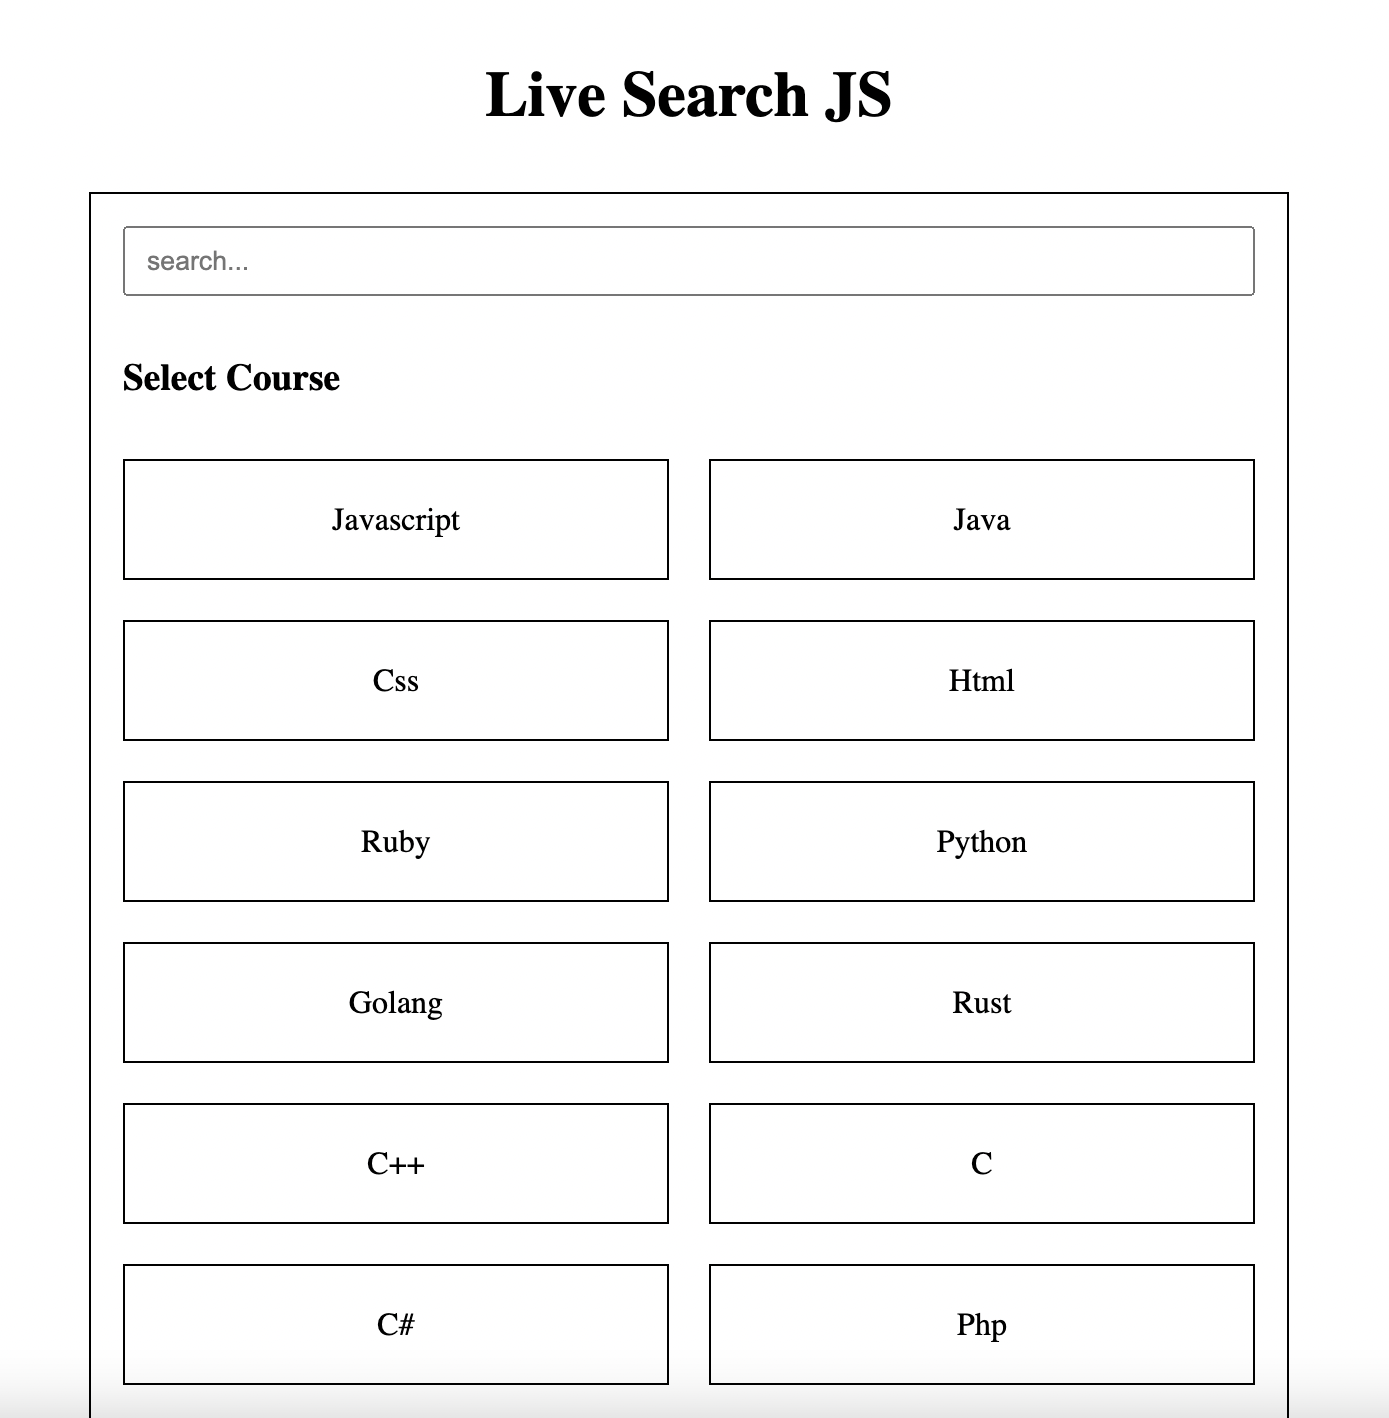 Live Search JS
search...
Select Course
Javascript
Java
Css
Html
Ruby
Python
Golang
Rust
C++
C
C#
Php